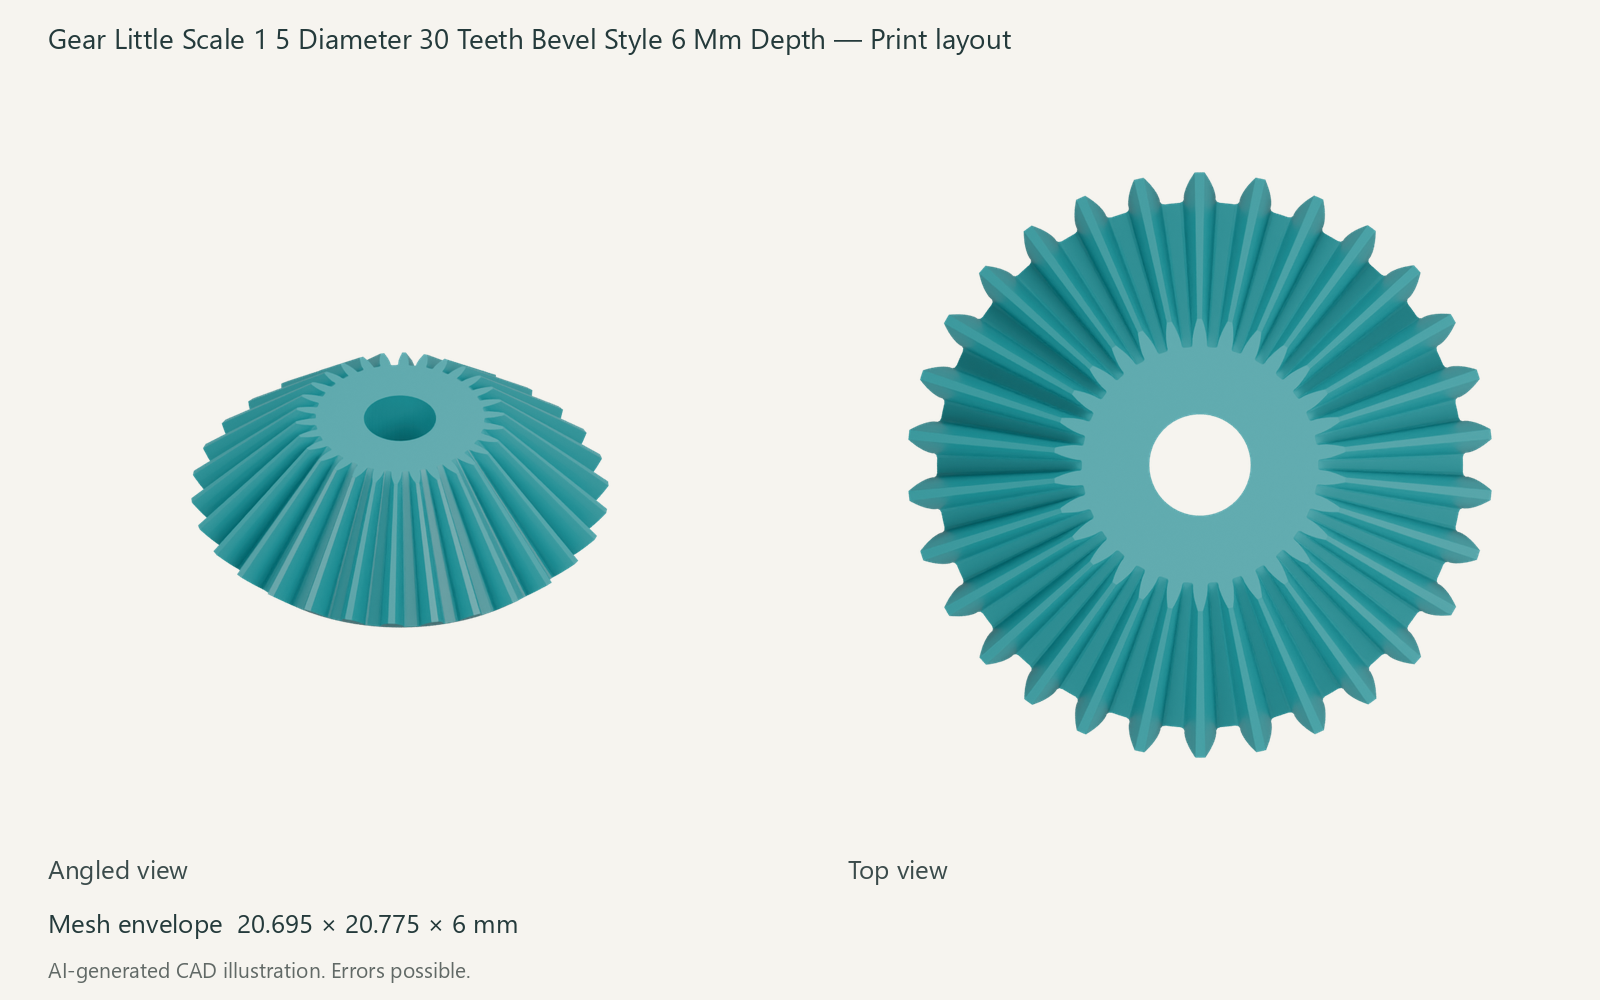 Gear Little Scale 1 5 Diameter 30 Teeth Bevel Style 6 Mm Depth — Print layout
Angled view
Top view
Mesh envelope 20.695 × 20.775 × 6 mm
AI-generated CAD illustration. Errors possible.